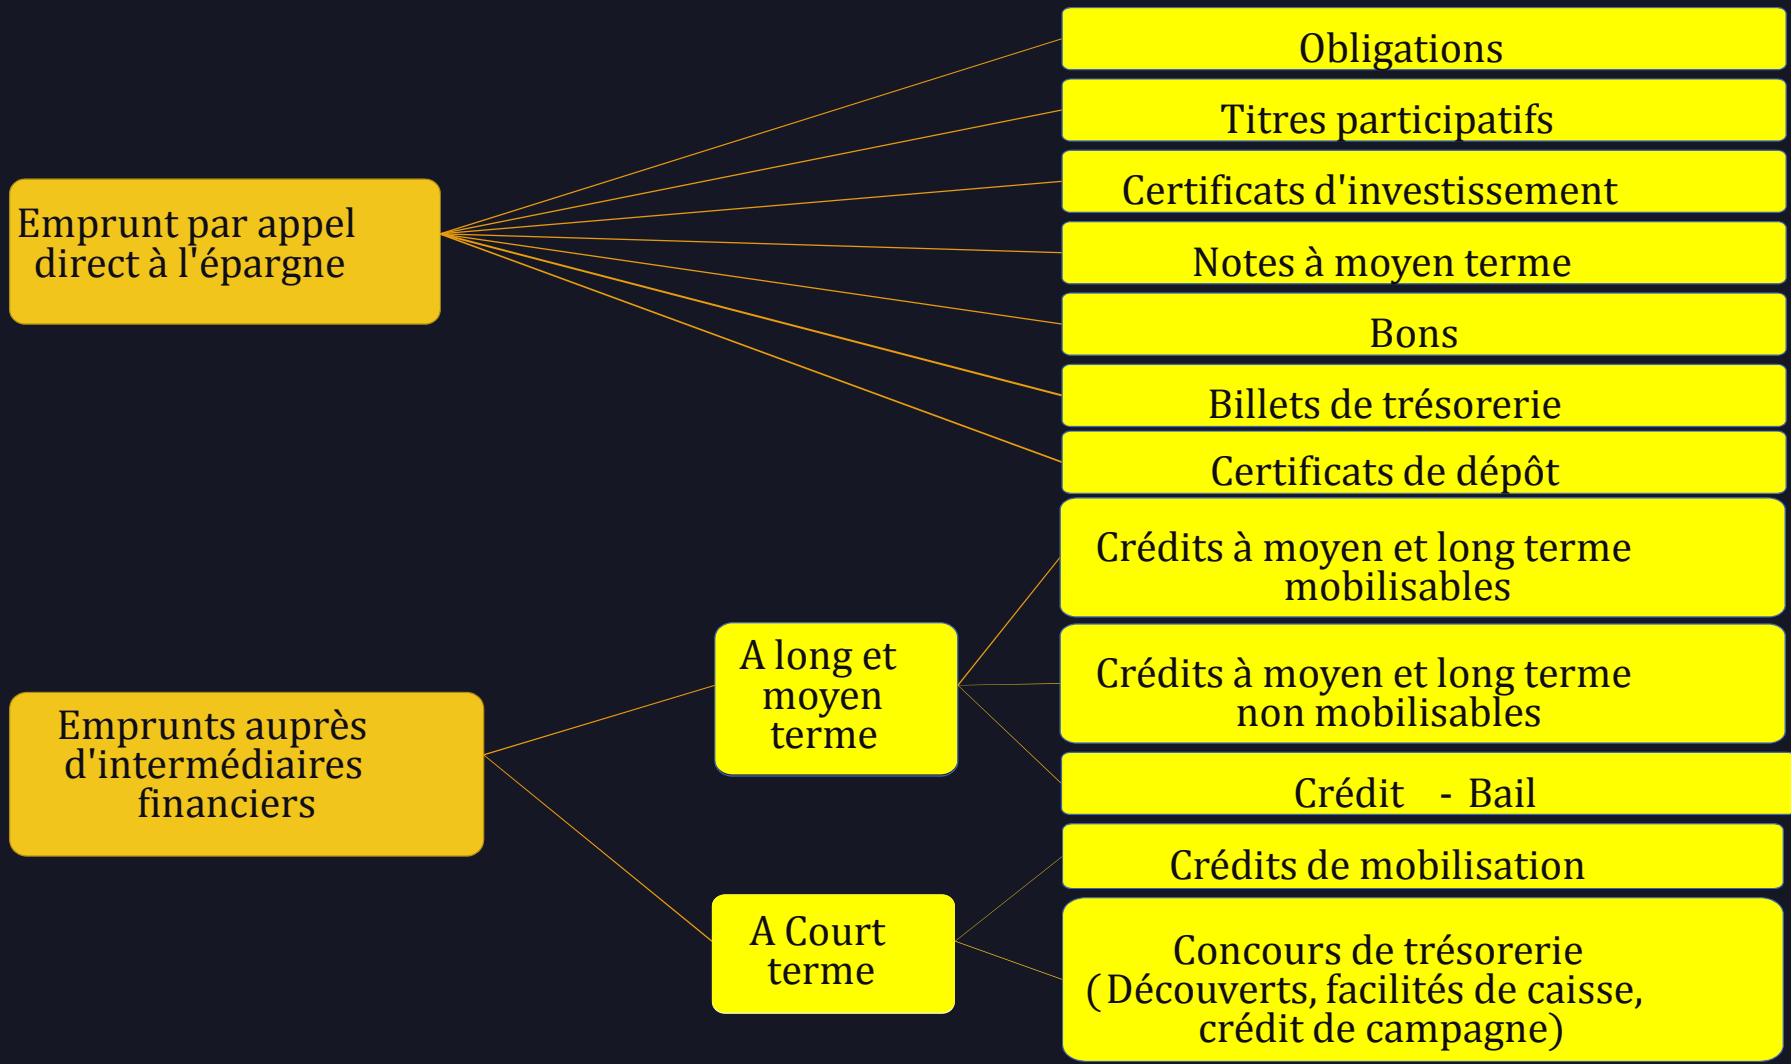 Emprunt par appel
direct à l'épargne
Obligations
Titres participatifs
Certificats d'investissement
Notes à moyen terme
Bons
Billets de trésorerie
Certificats de dépôt
Emprunts auprès
d'intermédiaires
financiers
A long et
moyen
terme
Crédits à moyen et long terme
mobilisables
Crédits à moyen et long terme
non mobilisables
Crédit - Bail
A Court
terme
Crédits de mobilisation
Concours de trésorerie
(Découverts, facilités de caisse,
crédit de campagne)